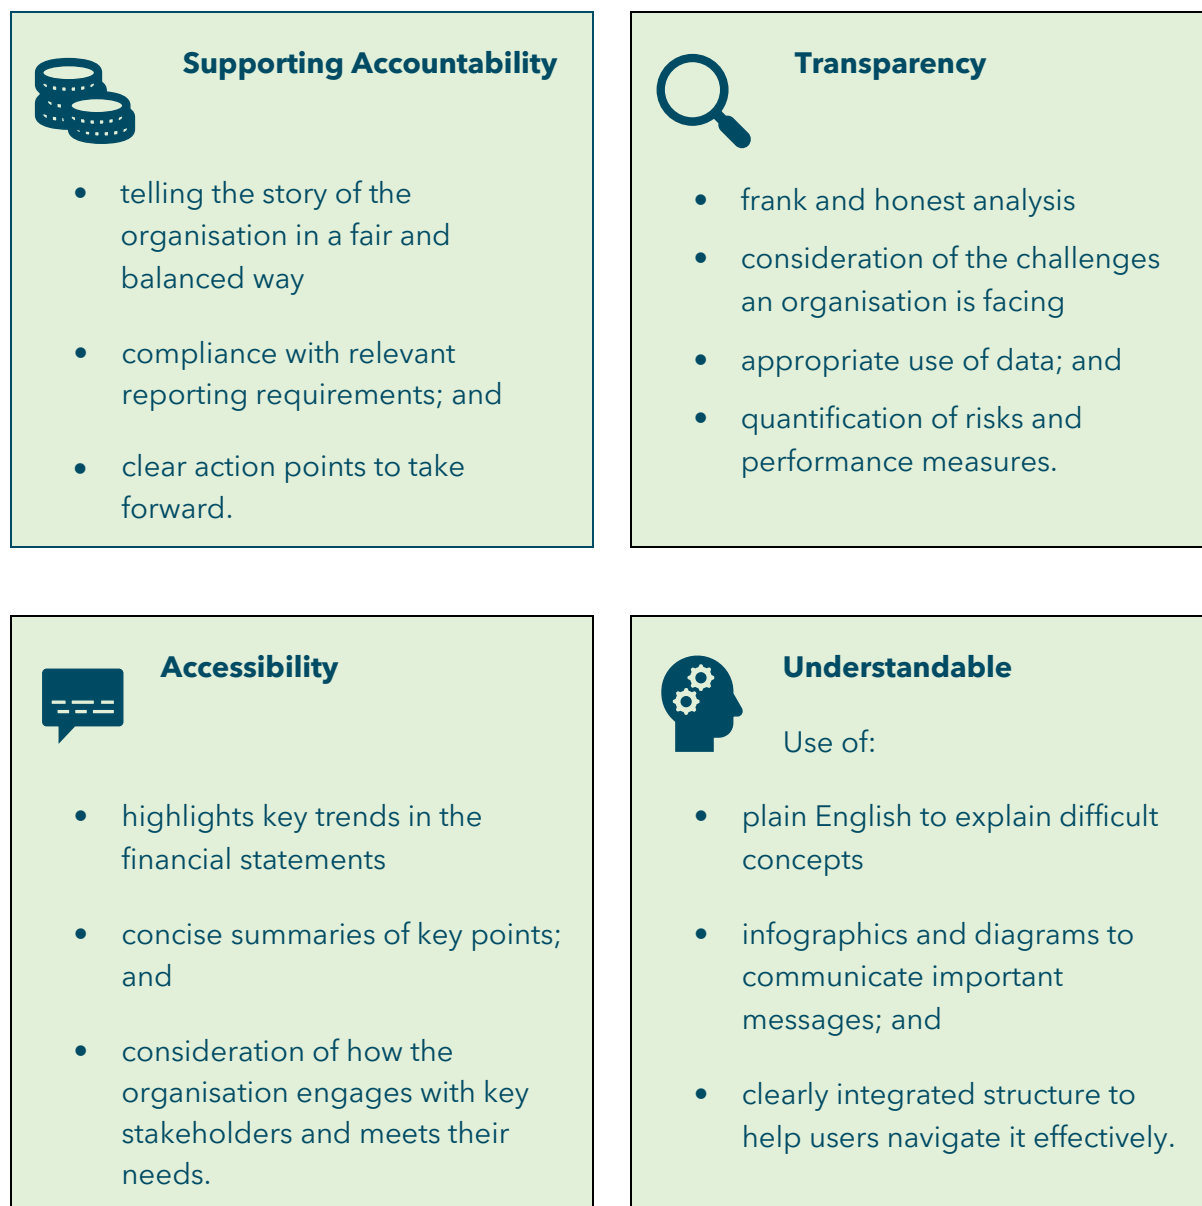 Supporting Accountability
• telling the story of the
organisation in a fair and
balanced way
• compliance with relevant
reporting requirements; and
• clear action points to take
forward.
Transparency
• frank and honest analysis
• consideration of the challenges
an organisation is facing
• appropriate use of data; and
• quantification of risks and
performance measures.
Accessibility
• highlights key trends in the
financial statements
• concise summaries of key points;
and
• consideration of how the
organisation engages with key
stakeholders and meets their
needs.
Understandable
Use of:
• plain English to explain difficult
concepts
• infographics and diagrams to
communicate important
messages; and
• clearly integrated structure to
help users navigate it effectively.